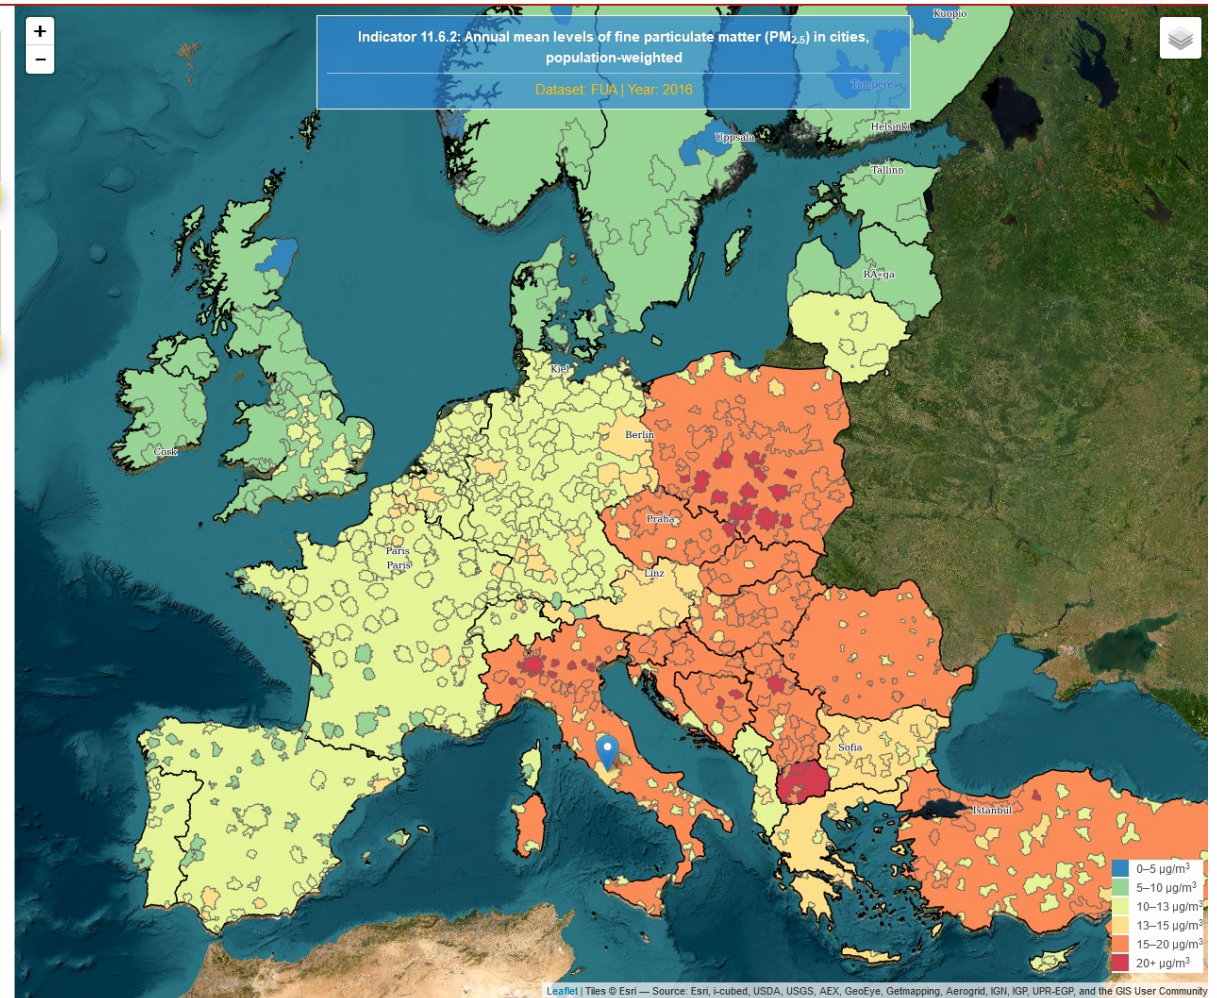 +
−
Indicator 11.6.2: Annual mean levels of fine particulate matter (PM2.5) in cities,
population-weighted
Dataset: FUA | Year: 2016
Kuopio
Tampere
Helsinki
Uppsala
Tallinn
RÄ«ga
Kiel
Cork
Berlin
Praha
Paris
Paris
Linz
Sofia
Istanbul
0–5 µg/m³
5–10 µg/m³
10–13 µg/m³
13–15 µg/m³
15–20 µg/m³
20+ µg/m³
Leaflet | Tiles © Esri — Source: Esri, i-cubed, USDA, USGS, AEX, GeoEye, Getmapping, Aerogrid, IGN, IGP, UPR-EGP, and the GIS User Community